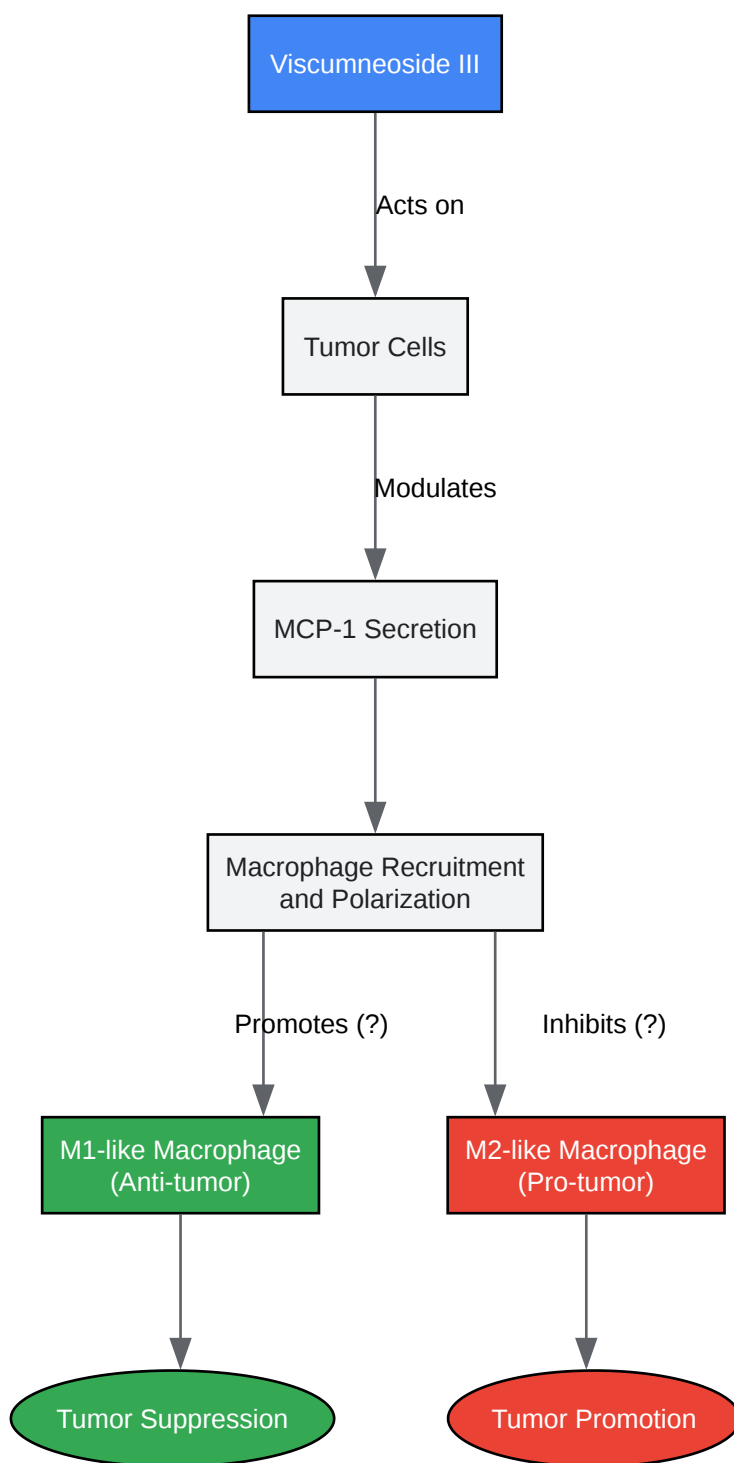 Viscumneoside III
Acts on
Tumor Cells
Modulates
MCP-1 Secretion
Macrophage Recruitment
and Polarization
Promotes (?)
Inhibits (?)
M1-like Macrophage
(Anti-tumor)
M2-like Macrophage
(Pro-tumor)
Tumor Suppression
Tumor Promotion